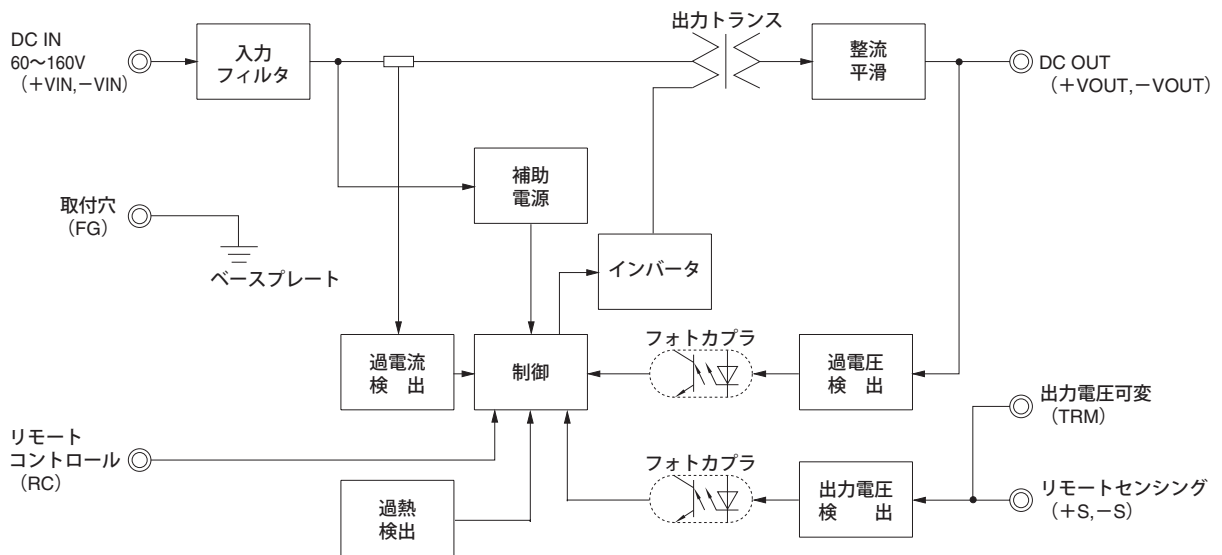 DC IN
60～160V
（＋VIN,－VIN）
入力
フィルタ
出力トランス
整流
平滑
DC OUT
（＋VOUT,－VOUT）
補助
電源
取付穴
（FG）
ベースプレート
インバータ
過電流
検　出
制御
フォトカプラ
過電圧
検　出
出力電圧可変
（TRM）
リモート
コントロール
（RC）
フォトカプラ
過熱
検出
出力電圧
検　　出
リモートセンシング
（＋S,－S）